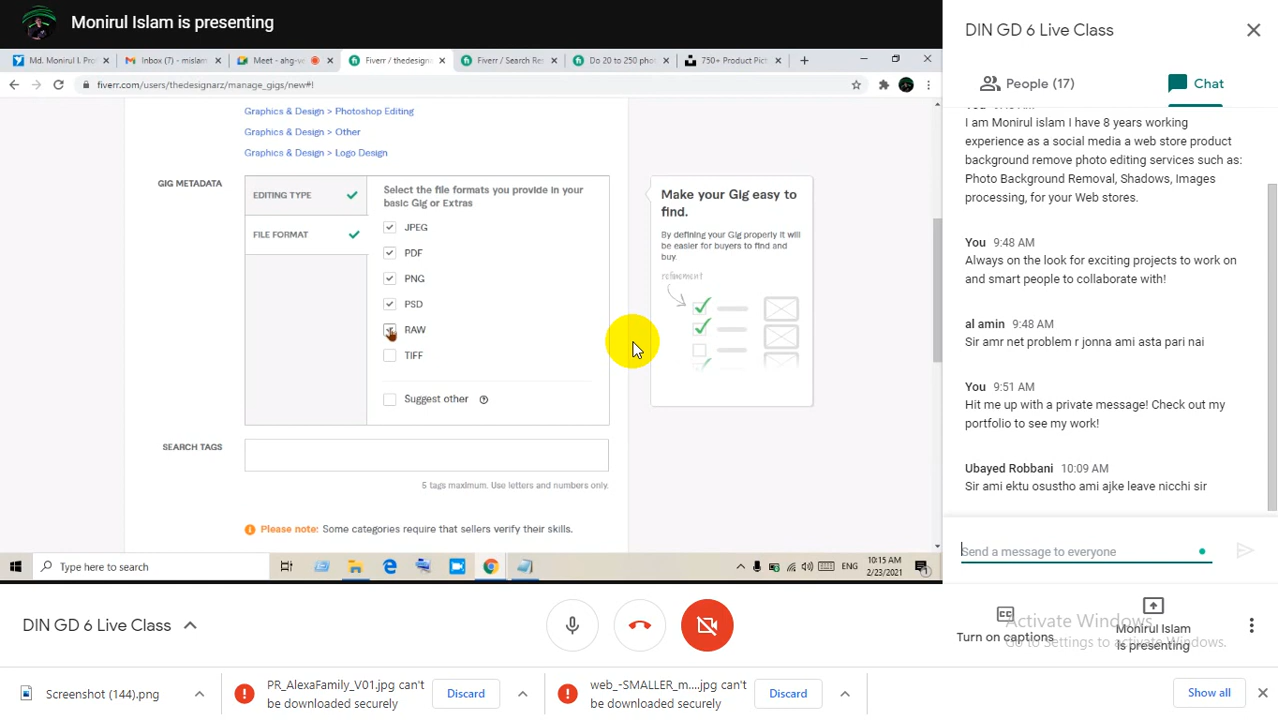 Monirul Islam is presenting
DIN GD 6 Live Class
Md. Monirul I. Pro
Inbox (7) - mislam
Meet - ahg-v
Fiverr / thedesignarz
Fiverr / Search Res
Do 20 to 250 phot
750+ Product Pict
fiverr.com/users/thedesignarz/manage_gigs/new#!
People (17)
Chat
Graphics & Design > Photoshop Editing
Graphics & Design > Other
Graphics & Design > Logo Design
GIG METADATA
EDITING TYPE
FILE FORMAT
Select the file formats you provide in your
basic Gig or Extras
JPEG
PDF
PNG
PSD
RAW
TIFF
Suggest other
Make your Gig easy to
find.
By defining your Gig properly it will
be easier for buyers to find and
buy.
refinement
SEARCH TAGS
5 tags maximum. Use letters and numbers only.
Please note: Some categories require that sellers verify their skills.
I am Monirul islam I have 8 years working
experience as a social media a web store product
background remove photo editing services such as:
Photo Background Removal, Shadows, Images
processing, for your Web stores.
You 9:48 AM
Always on the look for exciting projects to work on
and smart people to collaborate with!
al amin 9:48 AM
Sir amr net problem r jonna ami asta pari nai
You 9:51 AM
Hit me up with a private message! Check out my
portfolio to see my work!
Ubayed Robbani 10:09 AM
Sir ami ektu osustho ami ajke leave nicchi sir
Send a message to everyone
Type here to search
ENG
10:15 AM
2/23/2021
DIN GD 6 Live Class
Turn on captions
Monirul Islam
is presenting
Activate Windows
Go to Settings to activate Windows.
Screenshot (144).png
PR_AlexaFamily_V01.jpg can't
be downloaded securely
Discard
web_-SMALLER_m....jpg can't
be downloaded securely
Discard
Show all